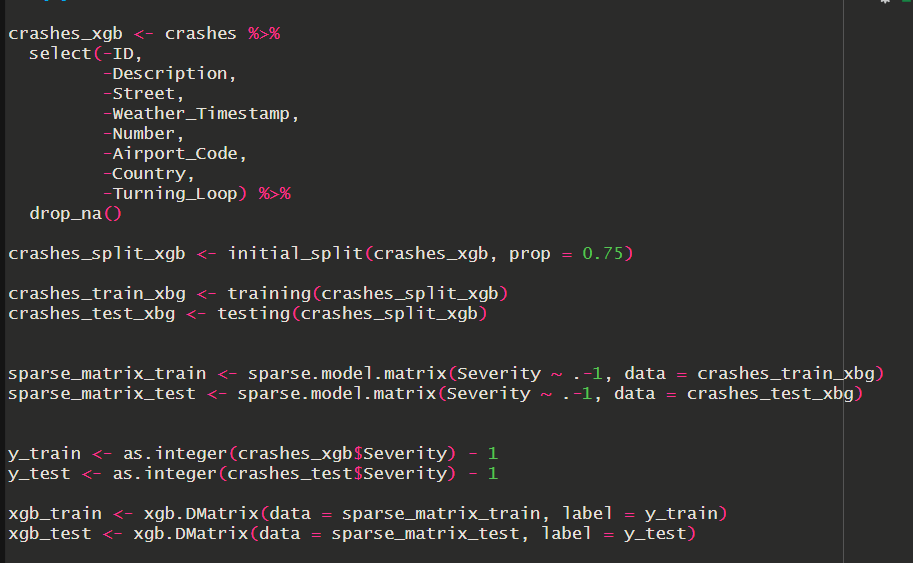 crashes_xgb <- crashes %>%
  select(-ID,
         -Description,
         -Street,
         -Weather_Timestamp,
         -Number,
         -Airport_Code,
         -Country,
         -Turning_Loop) %>%
  drop_na()
crashes_split_xgb <- initial_split(crashes_xgb, prop = 0.75)
crashes_train_xbg <- training(crashes_split_xgb)
crashes_test_xbg <- testing(crashes_split_xgb)
sparse_matrix_train <- sparse.model.matrix(Severity ~ .-1, data = crashes_train_xbg)
sparse_matrix_test <- sparse.model.matrix(Severity ~ .-1, data = crashes_test_xbg)
y_train <- as.integer(crashes_xgb$Severity) - 1
y_test <- as.integer(crashes_test$Severity) - 1
xgb_train <- xgb.DMatrix(data = sparse_matrix_train, label = y_train)
xgb_test <- xgb.DMatrix(data = sparse_matrix_test, label = y_test)